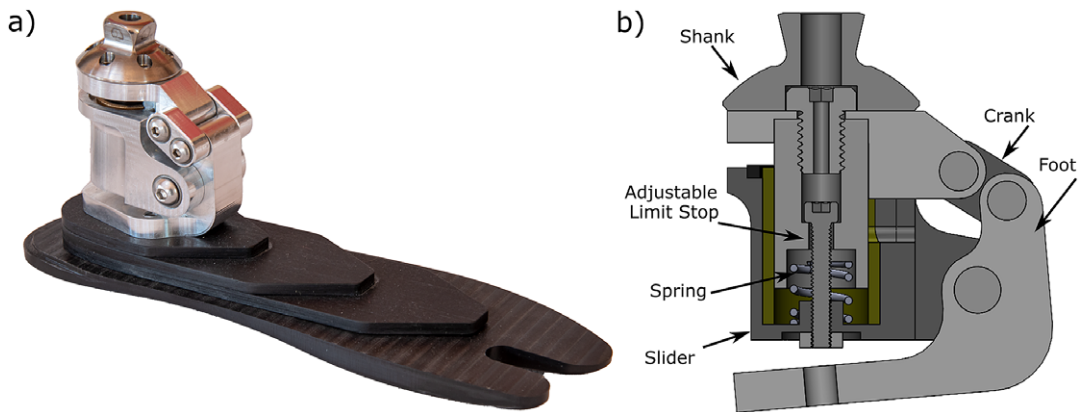 a)
b)
Shank
Crank
Foot
Adjustable
Limit Stop
Spring
Slider